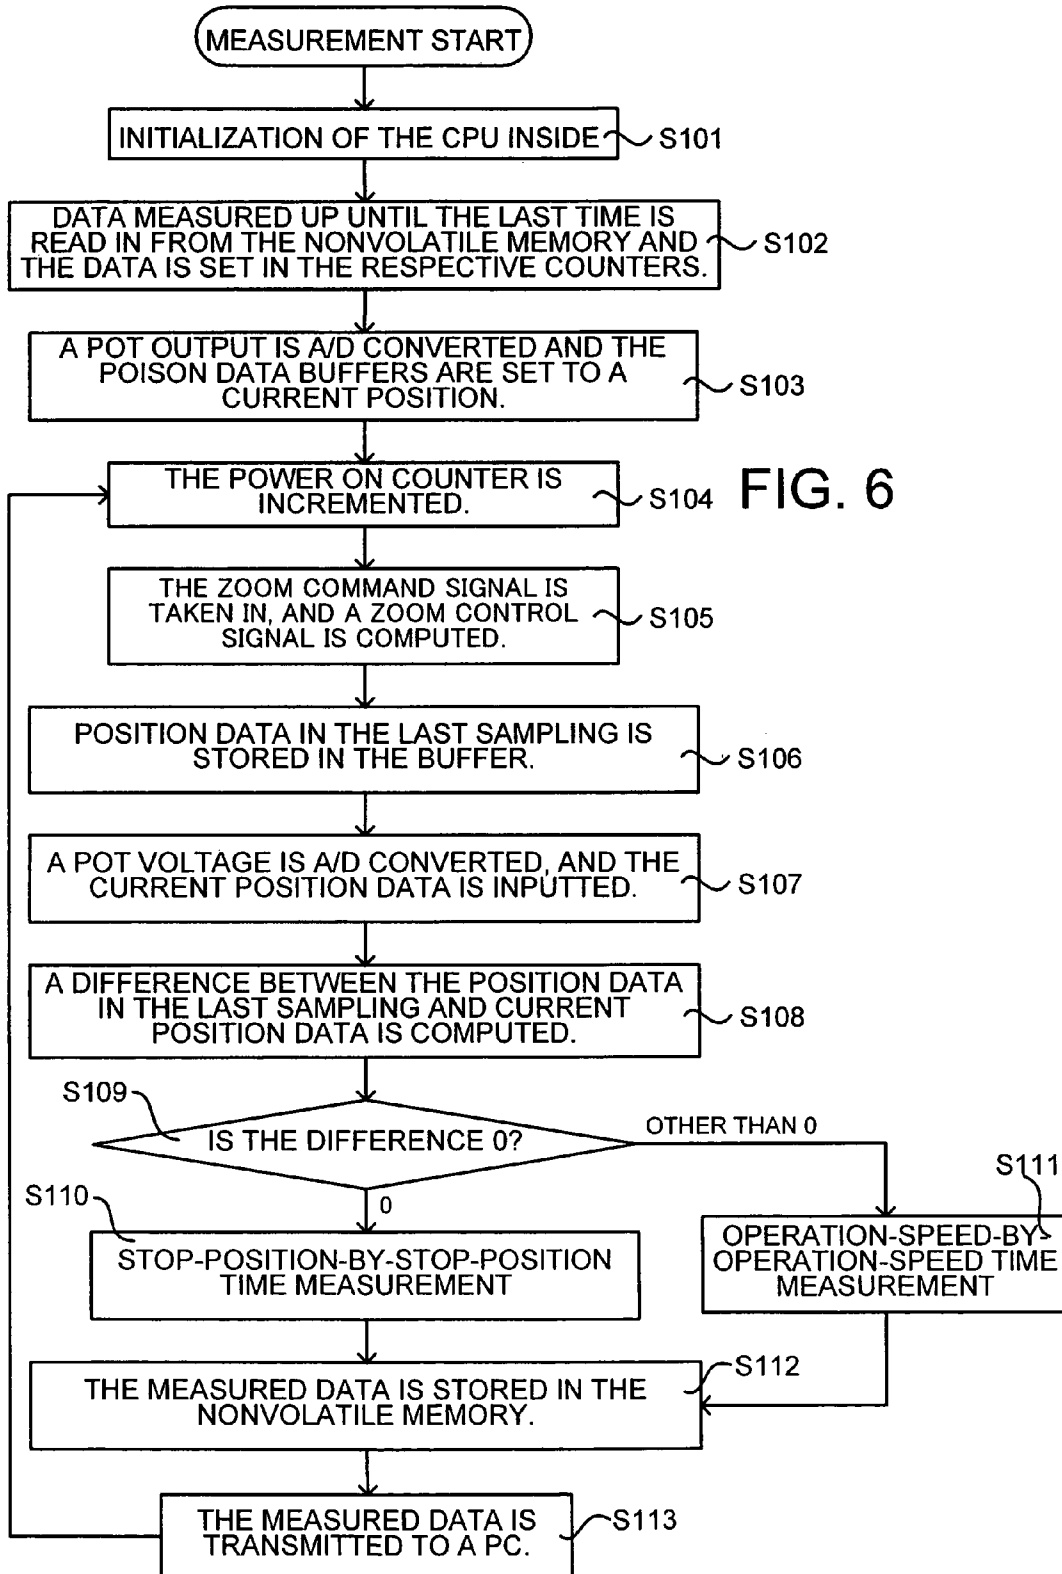 MEASUREMENT START
INITIALIZATION OF THE CPU INSIDE
S101
DATA MEASURED UP UNTIL THE LAST TIME IS
READ IN FROM THE NONVOLATILE MEMORY AND
THE DATA IS SET IN THE RESPECTIVE COUNTERS.
S102
A POT OUTPUT IS A/D CONVERTED AND THE
POISON DATA BUFFERS ARE SET TO A
CURRENT POSITION.
S103
THE POWER ON COUNTER IS
INCREMENTED.
S104
FIG. 6
THE ZOOM COMMAND SIGNAL IS
TAKEN IN, AND A ZOOM CONTROL
SIGNAL IS COMPUTED.
S105
POSITION DATA IN THE LAST SAMPLING IS
STORED IN THE BUFFER.
S106
A POT VOLTAGE IS A/D CONVERTED, AND THE
CURRENT POSITION DATA IS INPUTTED.
S107
A DIFFERENCE BETWEEN THE POSITION DATA
IN THE LAST SAMPLING AND CURRENT
POSITION DATA IS COMPUTED.
S108
S109
IS THE DIFFERENCE 0?
OTHER THAN 0
0
S110
STOP-POSITION-BY-STOP-POSITION
TIME MEASUREMENT
S111
OPERATION-SPEED-BY-
OPERATION-SPEED TIME
MEASUREMENT
S112
THE MEASURED DATA IS STORED IN THE
NONVOLATILE MEMORY.
THE MEASURED DATA IS
TRANSMITTED TO A PC.
S113